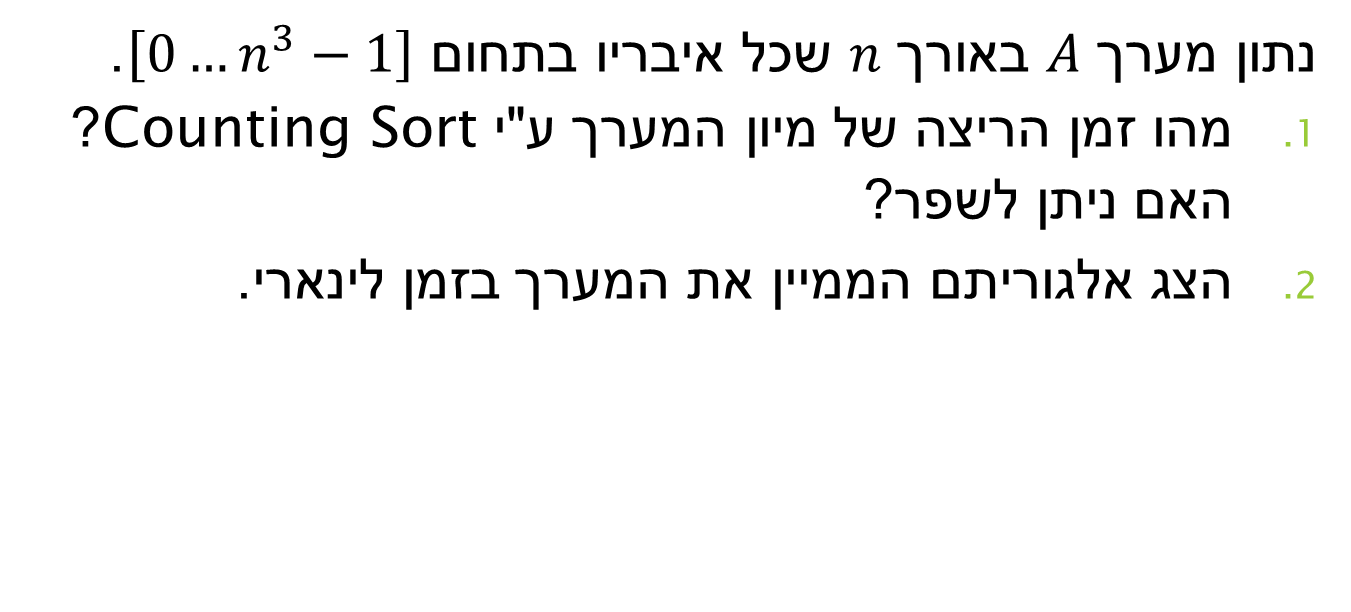 נתון מערך A באורך n שכל איבריו בתחום [0 … n³ − 1].
1. מהו זמן הריצה של מיון המערך ע"י Counting Sort?
האם ניתן לשפר?
2. הצג אלגוריתם הממיין את המערך בזמן לינארי.